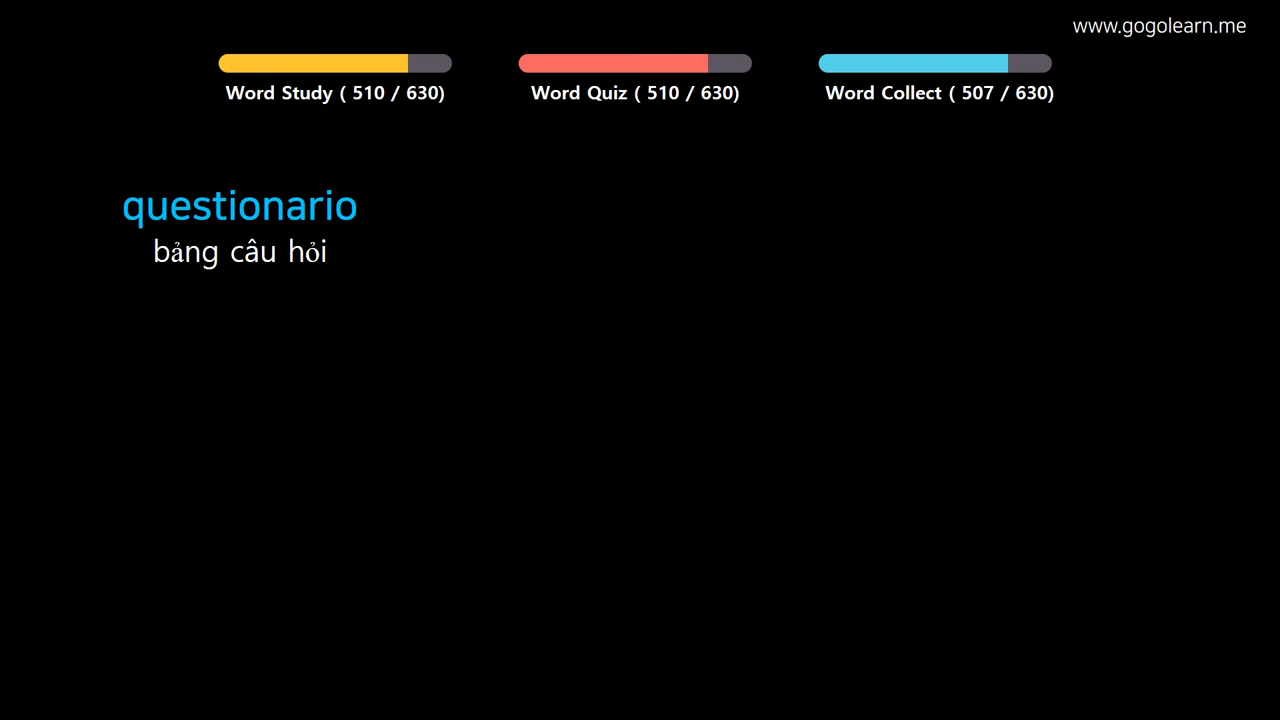 www.gogolearn.me
Word Study ( 510 / 630)
Word Quiz ( 510 / 630)
Word Collect ( 507 / 630)
questionario
bảng câu hỏi